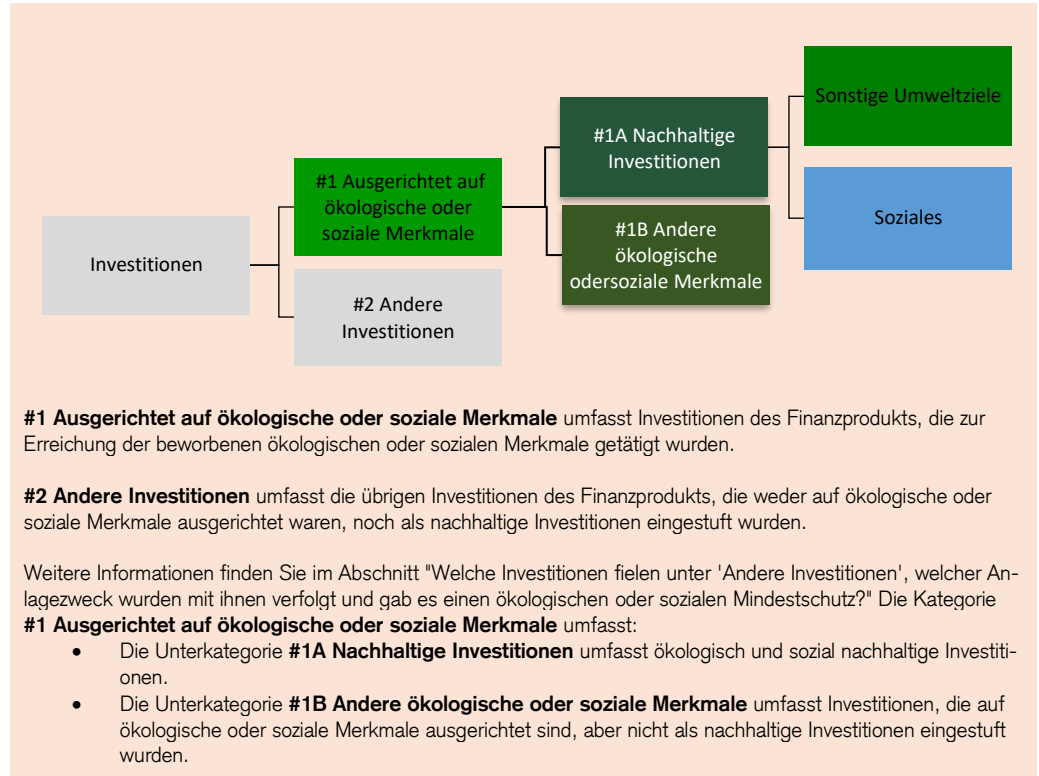 Sonstige Umweltziele
#1A Nachhaltige
Investitionen
#1 Ausgerichtet auf
ökologische oder
soziale Merkmale
Soziales
#1B Andere
ökologische
odersoziale Merkmale
Investitionen
#2 Andere
Investitionen
#1 Ausgerichtet auf ökologische oder soziale Merkmale umfasst Investitionen des Finanzprodukts, die zur
Erreichung der beworbenen ökologischen oder sozialen Merkmale getätigt wurden.
#2 Andere Investitionen umfasst die übrigen Investitionen des Finanzprodukts, die weder auf ökologische oder
soziale Merkmale ausgerichtet waren, noch als nachhaltige Investitionen eingestuft wurden.
Weitere Informationen finden Sie im Abschnitt "Welche Investitionen fielen unter 'Andere Investitionen', welcher An-
lagezweck wurden mit ihnen verfolgt und gab es einen ökologischen oder sozialen Mindestschutz?" Die Kategorie
#1 Ausgerichtet auf ökologische oder soziale Merkmale umfasst:
• Die Unterkategorie #1A Nachhaltige Investitionen umfasst ökologisch und sozial nachhaltige Investiti-
onen.
• Die Unterkategorie #1B Andere ökologische oder soziale Merkmale umfasst Investitionen, die auf
ökologische oder soziale Merkmale ausgerichtet sind, aber nicht als nachhaltige Investitionen eingestuft
wurden.